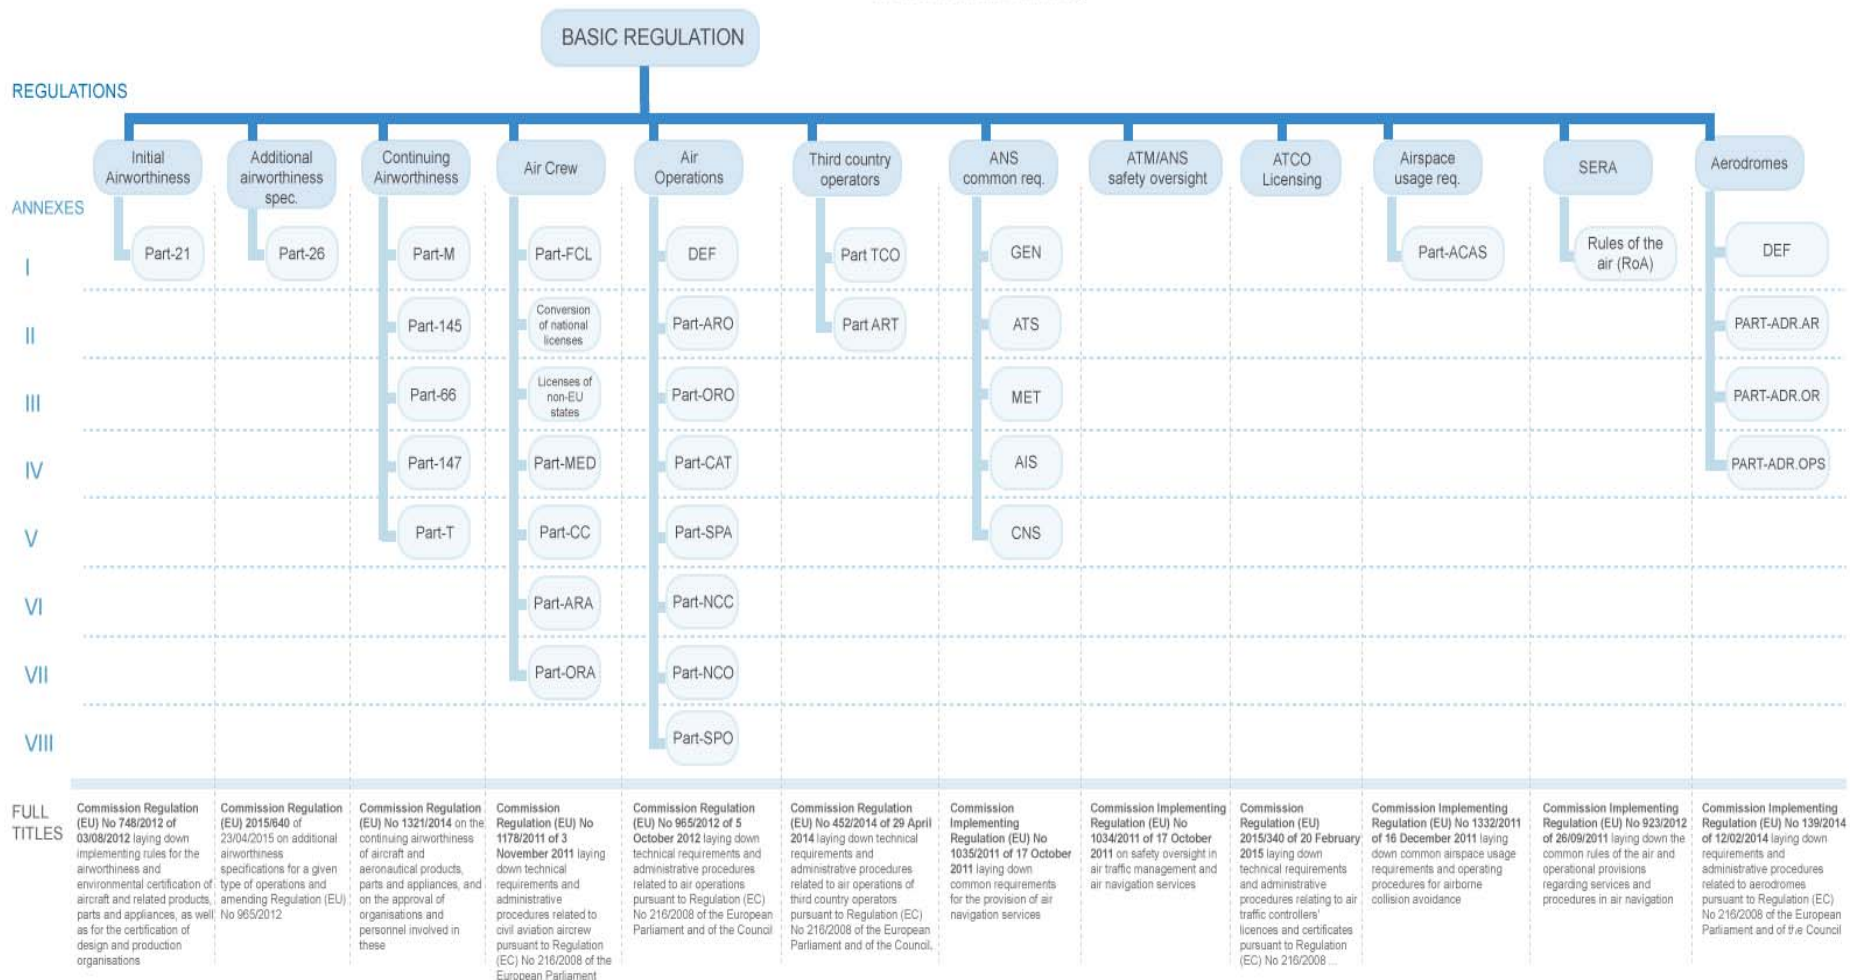 BASIC REGULATION
REGULATIONS
Initial
Airworthiness
Additional
airworthiness
spec.
Continuing
Airworthiness
Air Crew
Air
Operations
Third country
operators
ANS
common req.
ATM/ANS
safety oversight
ATCO
Licensing
Airspace
usage req.
SERA
Aerodromes
ANNEXES
I
Part-21
Part-26
Part-M
Part-FCL
DEF
Part TCO
GEN
Part-ACAS
Rules of the
air (RoA)
DEF
II
Part-145
Conversion
of national
licenses
Part-ARO
Part ART
ATS
PART-ADR.AR
III
Part-66
Licenses of
non-EU
states
Part-ORO
MET
PART-ADR.OR
IV
Part-147
Part-MED
Part-CAT
AIS
PART-ADR.OPS
V
Part-T
Part-CC
Part-SPA
CNS
VI
Part-ARA
Part-NCC
VII
Part-ORA
Part-NCO
VIII
Part-SPO
FULL
TITLES
Commission Regulation
(EU) No 748/2012 of
03/08/2012 laying down
implementing rules for the
airworthiness and
environmental certification of
aircraft and related products,
parts and appliances, as well
as for the certification of
design and production
organisations
Commission Regulation
(EU) 2015/640 of
23/04/2015 on additional
airworthiness
specifications for a given
type of operations and
amending Regulation (EU)
No 965/2012
Commission Regulation
(EU) No 1321/2014 on the
continuing airworthiness
of aircraft and
aeronautical products,
parts and appliances, and
on the approval of
organisations and
personnel involved in
these
Commission
Regulation (EU) No
1178/2011 of 3
November 2011 laying
down technical
requirements and
administrative
procedures related to
civil aviation aircrew
pursuant to Regulation
(EC) No 216/2008 of the
European Parliament
Commission Regulation
(EU) No 965/2012 of 5
October 2012 laying down
technical requirements and
administrative procedures
related to air operations
pursuant to Regulation (EC)
No 216/2008 of the European
Parliament and of the Council
Commission Regulation
(EU) No 452/2014 of 29 April
2014 laying down technical
requirements and
administrative procedures
related to air operations of
third country operators
pursuant to Regulation (EC)
No 216/2008 of the European
Parliament and of the Council.
Commission
Implementing
Regulation (EU) No
1035/2011 of 17 October
2011 laying down
common requirements
for the provision of air
navigation services
Commission Implementing
Regulation (EU) No
1034/2011 of 17 October
2011 on safety oversight in
air traffic management and
air navigation services
Commission
Regulation (EU)
2015/340 of 20 February
2015 laying down
technical requirements
and administrative
procedures relating to air
traffic controllers'
licences and certificates
pursuant to Regulation
(EC) No 216/2008 ...
Commission Implementing
Regulation (EU) No 1332/2011
of 16 December 2011 laying
down common airspace usage
requirements and operating
procedures for airborne
collision avoidance
Commission Implementing
Regulation (EU) No 923/2012
of 26/09/2011 laying down the
common rules of the air and
operational provisions
regarding services and
procedures in air navigation
Commission Implementing
Regulation (EU) No 139/2014
of 12/02/2014 laying down
requirements and
administrative procedures
related to aerodromes
pursuant to Regulation (EC)
No 216/2008 of the European
Parliament and of the Council